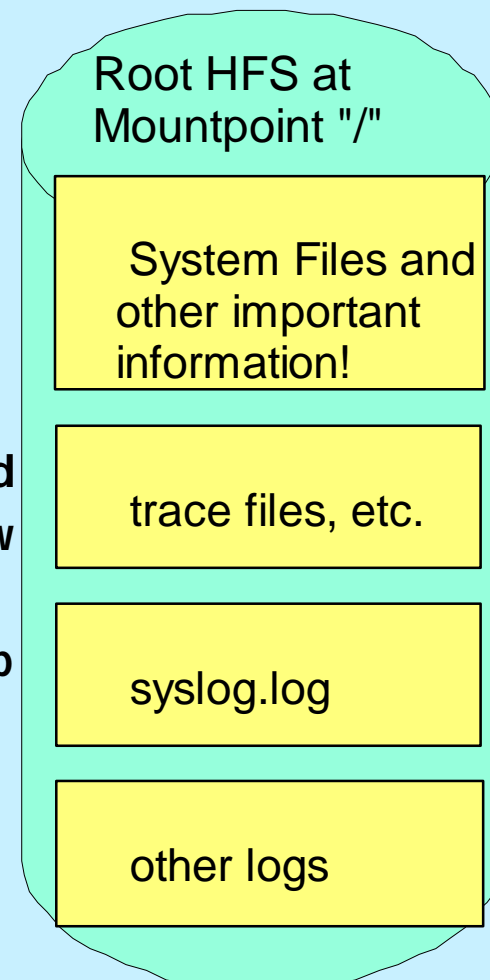 Root HFS at
Mountpoint "/"
System Files and
other important
information!
d
w
trace files, etc.
p
syslog.log
other logs